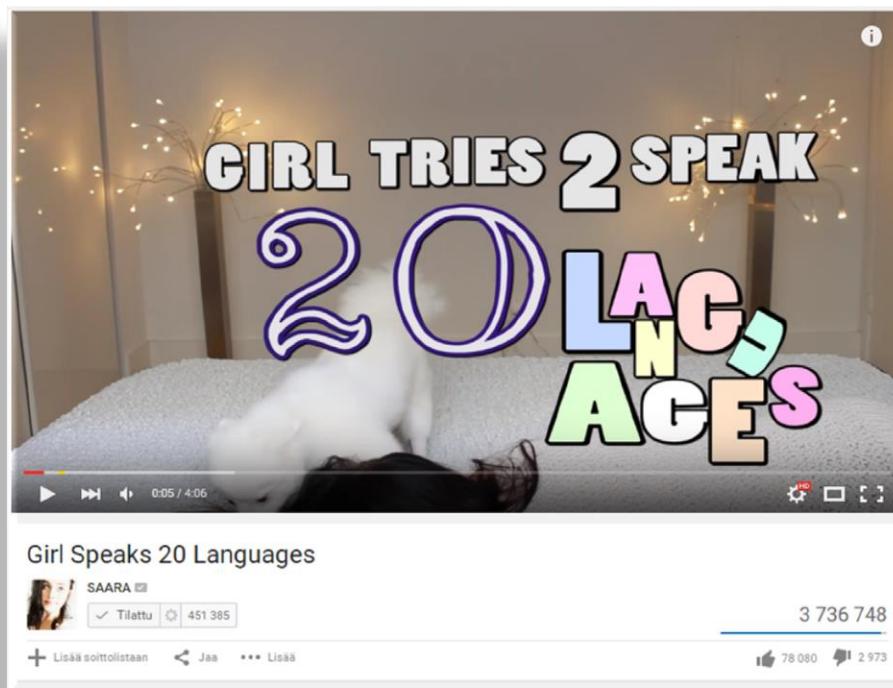 GIRL TRIES 2 SPEAK
20 LANGUAGES
0:05 / 4:06
HD
Girl Speaks 20 Languages
SAARA
Tilattu 451 385
3 736 748
Lisää soittolistaan Jaa Lisää
78 080 2 973